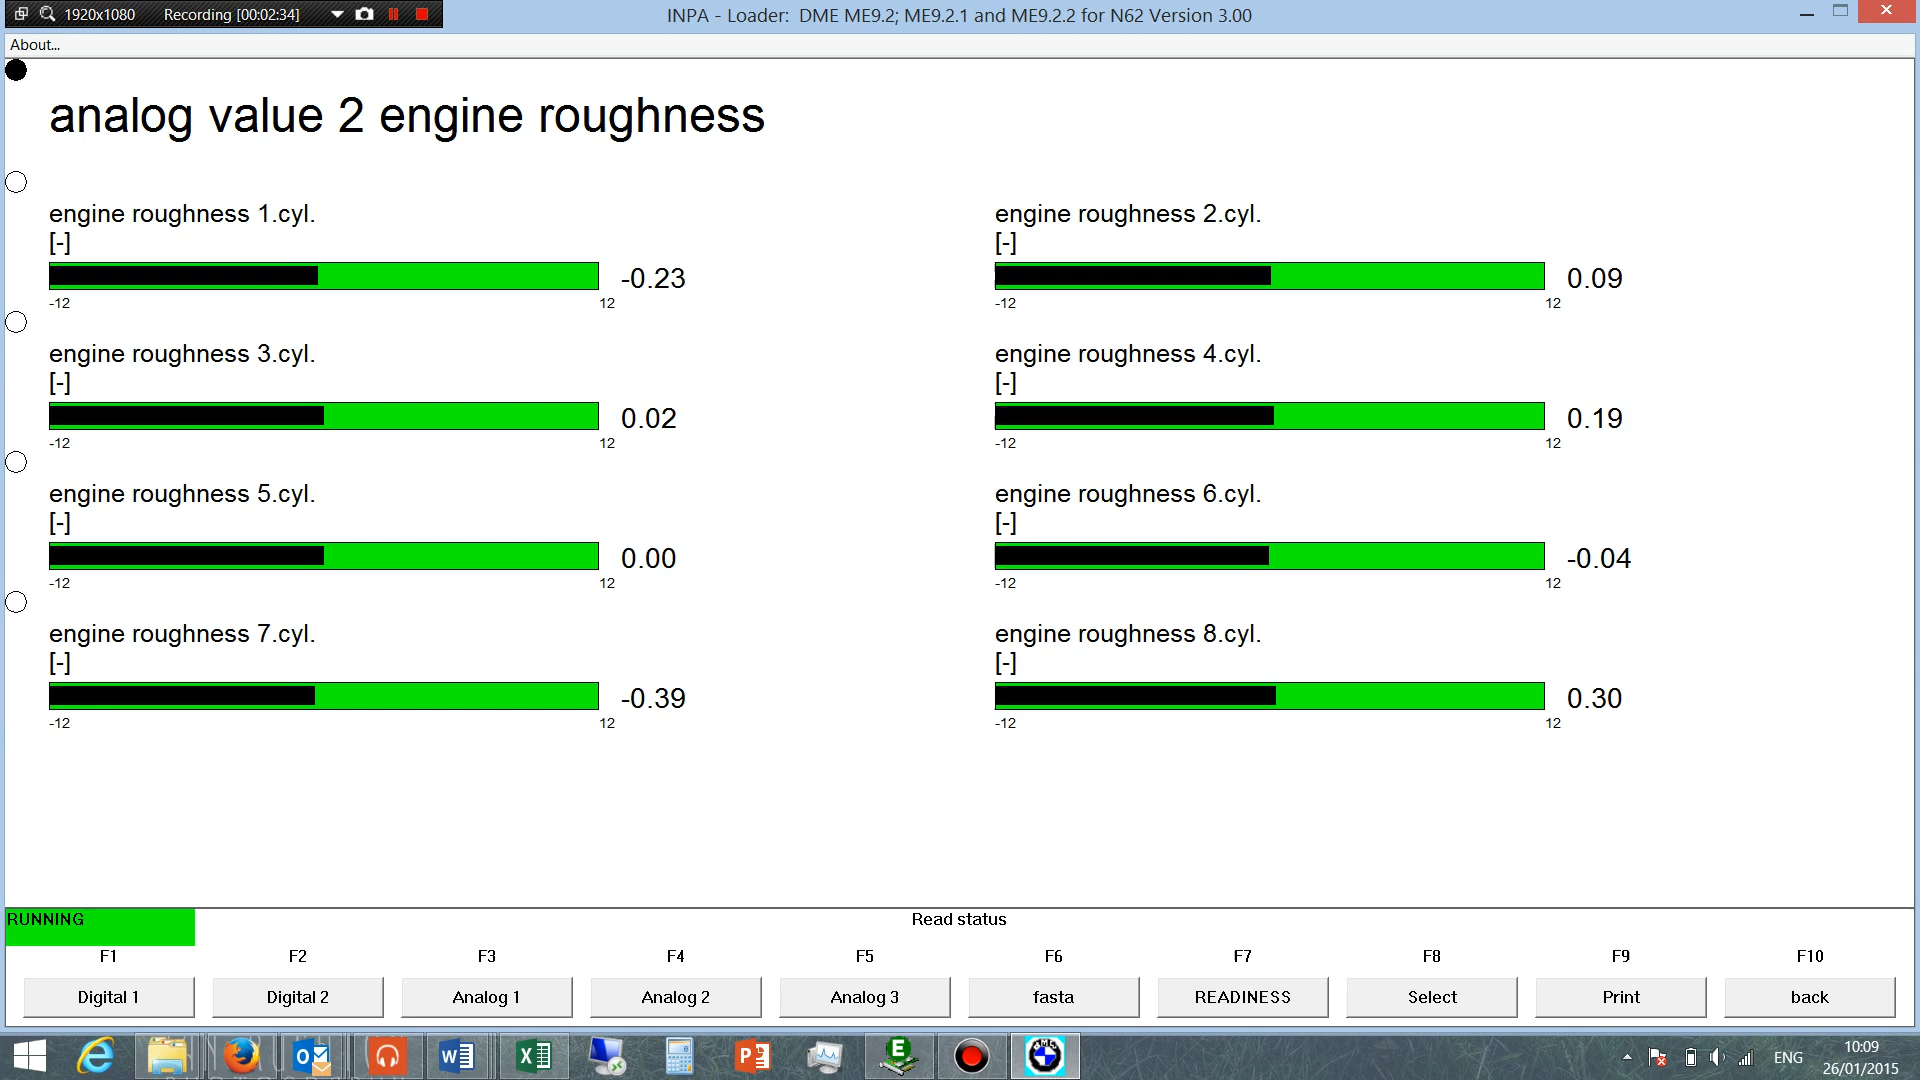 1920x1080 Recording [00:02:34]
INPA - Loader: DME ME9.2; ME9.2.1 and ME9.2.2 for N62 Version 3.00
About...
analog value 2 engine roughness
engine roughness 1.cyl.
[-]
-0.23
-12 12
engine roughness 2.cyl.
[-]
0.09
-12 12
engine roughness 3.cyl.
[-]
0.02
-12 12
engine roughness 4.cyl.
[-]
0.19
-12 12
engine roughness 5.cyl.
[-]
0.00
-12 12
engine roughness 6.cyl.
[-]
-0.04
-12 12
engine roughness 7.cyl.
[-]
-0.39
-12 12
engine roughness 8.cyl.
[-]
0.30
-12 12
RUNNING Read status
F1 F2 F3 F4 F5 F6 F7 F8 F9 F10
Digital 1 Digital 2 Analog 1 Analog 2 Analog 3 fasta READINESS Select Print back
ENG
10:09
26/01/2015